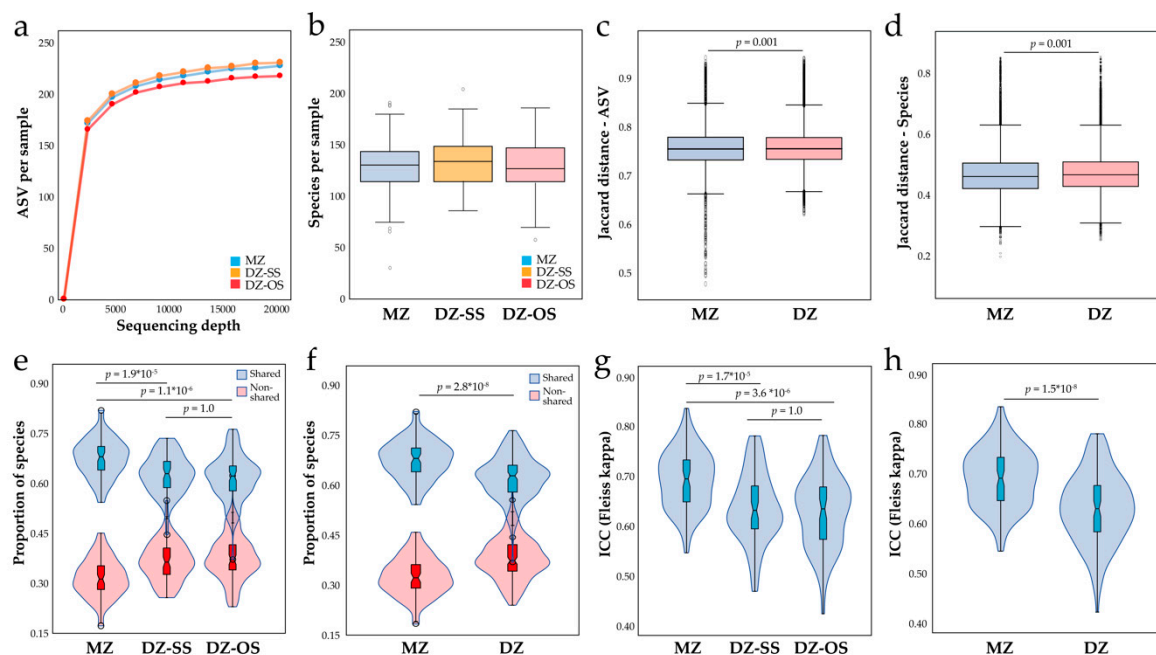 a
ASV per sample
250
200
150
100
50
0
0 5000 10000 15000 20000
Sequencing depth
MZ
DZ-SS
DZ-OS
b
Species per sample
250
200
150
100
50
0
MZ DZ-SS DZ-OS
MZ
DZ-SS
DZ-OS
c
Jaccard distance - ASV
p = 0.001
0.9
0.8
0.7
0.6
0.5
MZ DZ
d
Jaccard distance - Species
p = 0.001
0.8
0.6
0.4
0.2
MZ DZ
e
Proportion of species
p = 1.9*10-5
p = 1.1*10-6
p = 1.0
Shared
Non-
shared
0.90
0.75
0.60
0.45
0.30
0.15
MZ DZ-SS DZ-OS
f
Proportion of species
p = 2.8*10-8
Shared
Non-
shared
0.90
0.75
0.60
0.45
0.30
0.15
MZ DZ
g
ICC (Fleiss kappa)
p = 1.7*10-5
p = 3.6 *10-6
p = 1.0
0.90
0.80
0.70
0.60
0.50
0.40
MZ DZ-SS DZ-OS
h
ICC (Fleiss kappa)
p = 1.5*10-8
0.90
0.80
0.70
0.60
0.50
0.40
MZ DZ